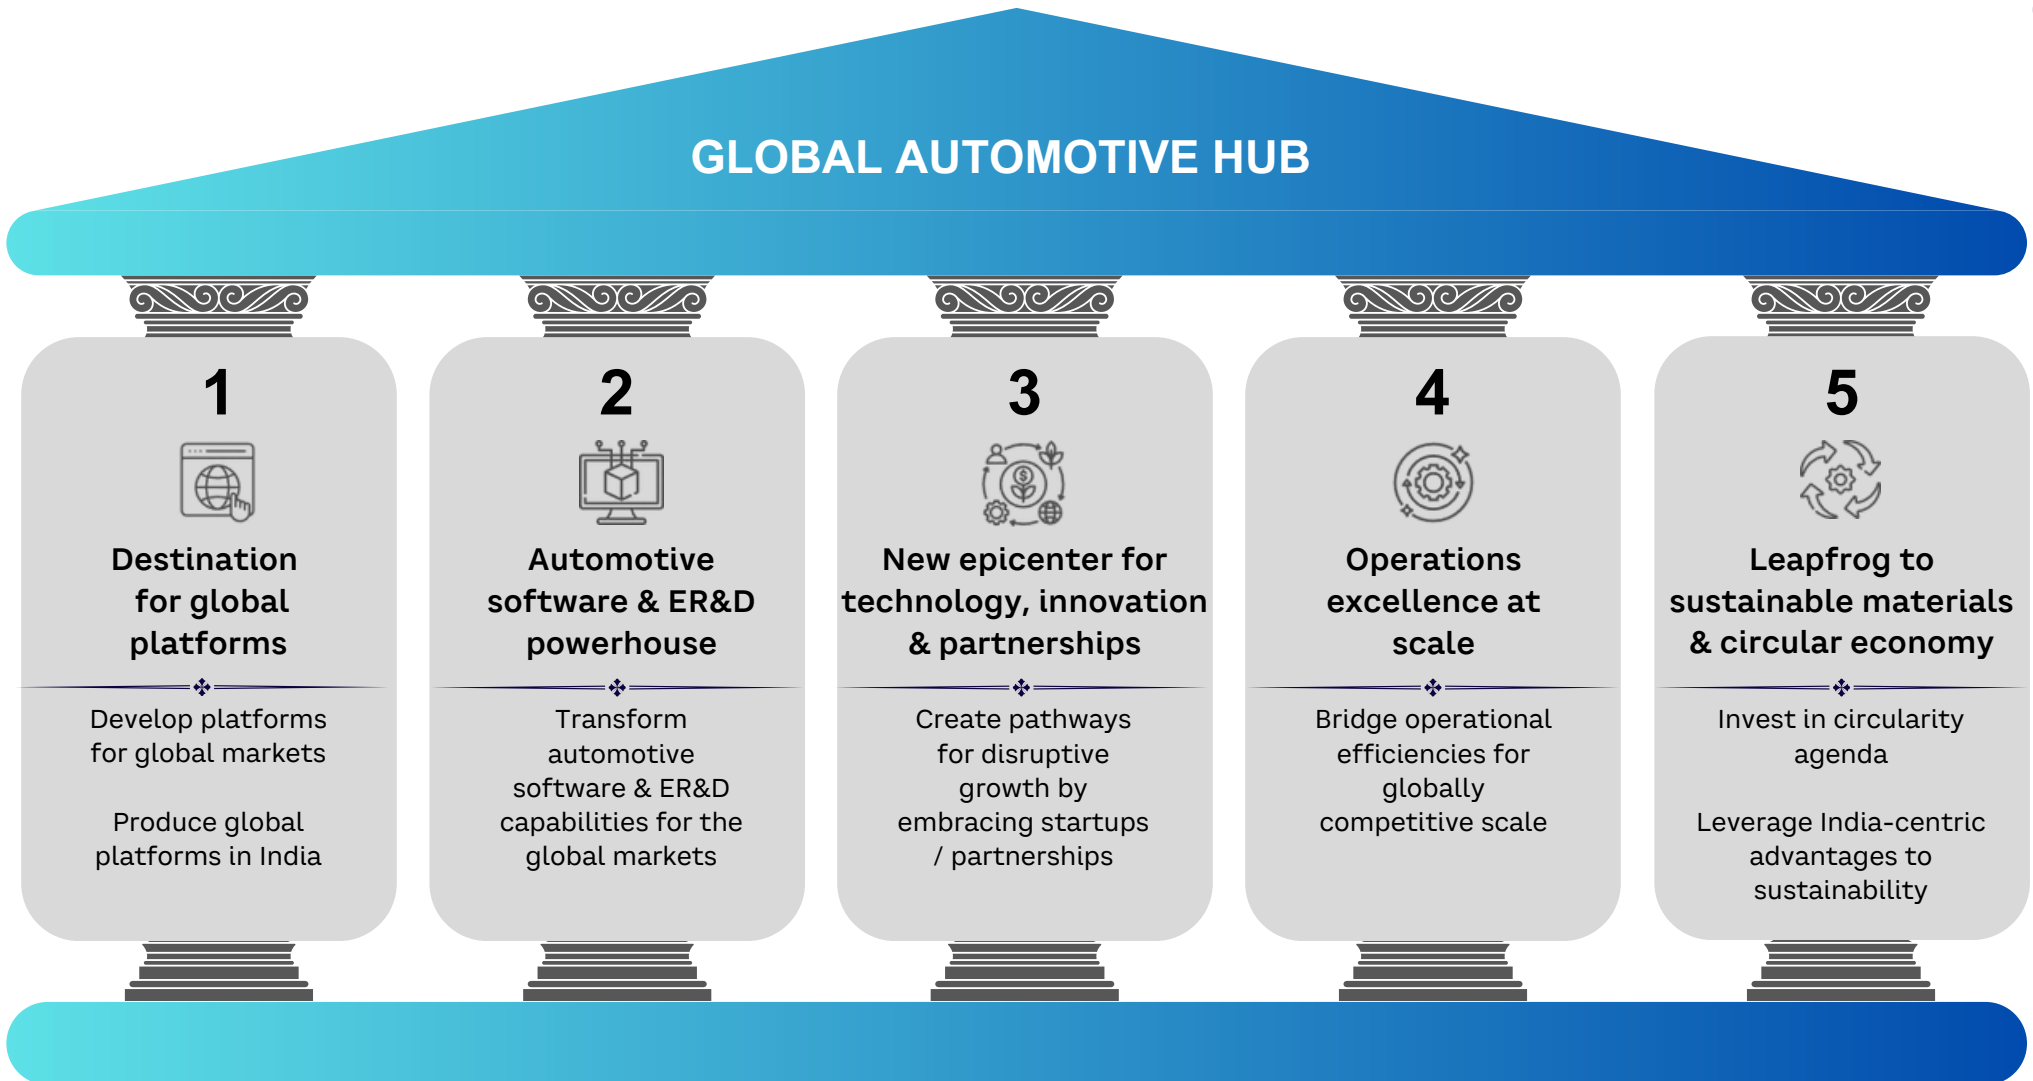 GLOBAL AUTOMOTIVE HUB
1
Destination
for global
platforms
Develop platforms
for global markets
Produce global
platforms in India
2
Automotive
software & ER&D
powerhouse
Transform
automotive
software & ER&D
capabilities for the
global markets
3
New epicenter for
technology, innovation
& partnerships
Create pathways
for disruptive
growth by
embracing startups
/ partnerships
4
Operations
excellence at
scale
Bridge operational
efficiencies for
globally
competitive scale
5
Leapfrog to
sustainable materials
& circular economy
Invest in circularity
agenda
Leverage India-centric
advantages to
sustainability